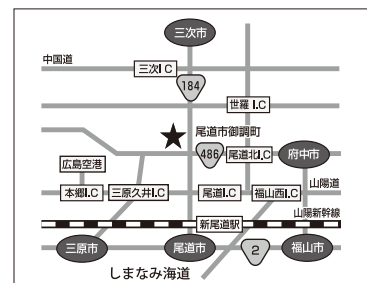 三次市
中国道
三次I C
184
世羅 I.C
尾道市御調町
486
尾道北I.C
府中市
広島空港
本郷I.C
三原久井I.C
尾道I.C
福山西I.C
山陽道
山陽新幹線
新尾道駅
三原市
尾道市
2
福山市
しまなみ海道